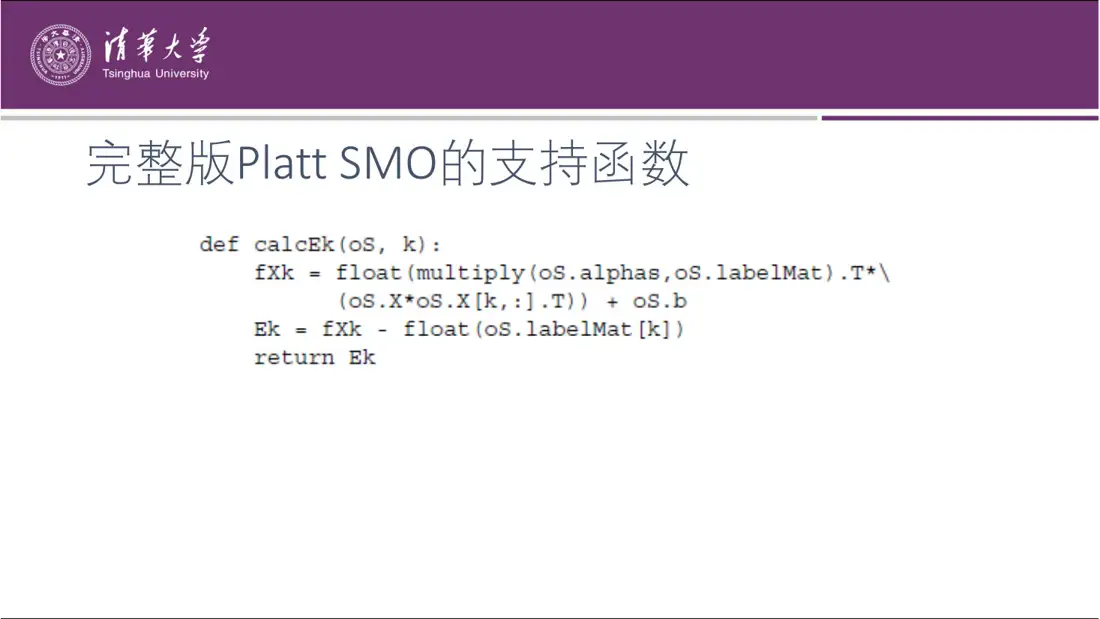 清华大学
Tsinghua University
完整版Platt SMO的支持函数
def calcEk(oS, k):
    fXk = float(multiply(oS.alphas,oS.labelMat).T*\
          (oS.X*oS.X[k,:].T)) + oS.b
    Ek = fXk - float(oS.labelMat[k])
    return Ek